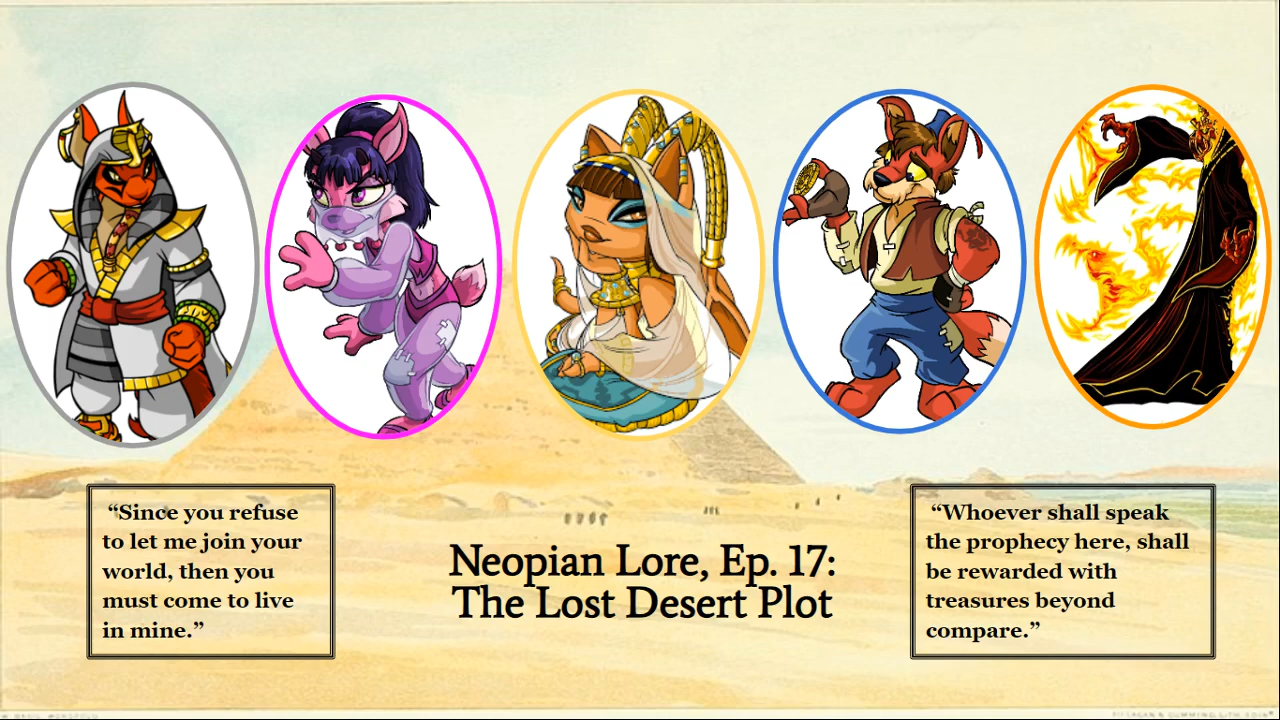 “Since you refuse
to let me join your
world, then you
must come to live
in mine.”
Neopian Lore, Ep. 17:
The Lost Desert Plot
“Whoever shall speak
the prophecy here, shall
be rewarded with
treasures beyond
compare.”